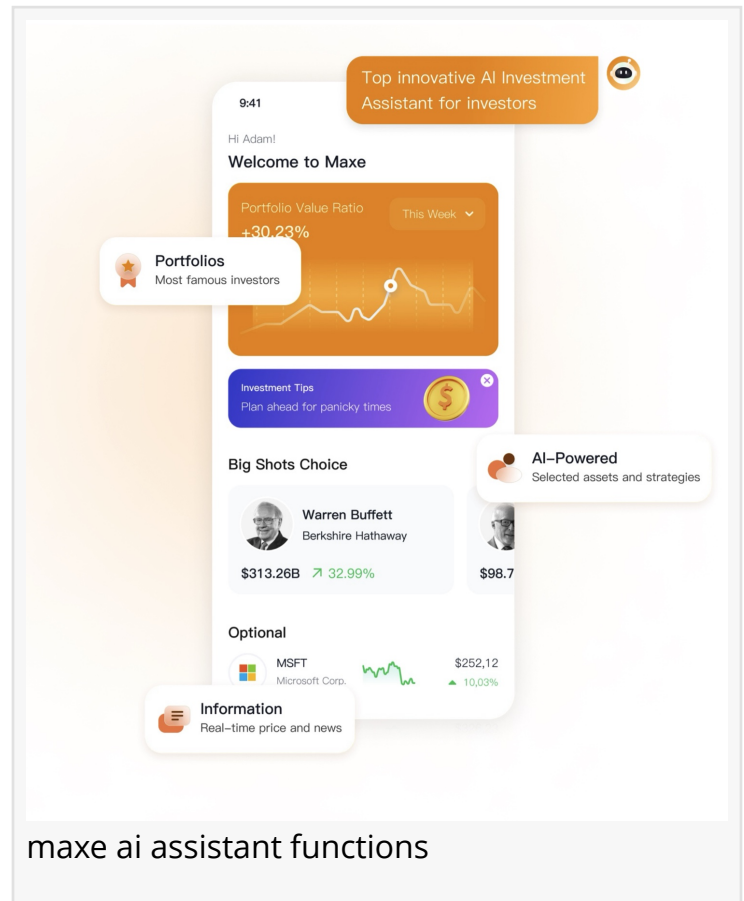 Top innovative AI Investment
Assistant for investors
9:41
Hi Adam!
Welcome to Maxe
Portfolio Value Ratio
This Week
+30.23%
Portfolios
Most famous investors
Investment Tips
Plan ahead for panicky times
$
AI-Powered
Selected assets and strategies
Big Shots Choice
Warren Buffett
Berkshire Hathaway
$313.26B
32.99%
$98.7
Optional
MSFT
Microsoft Corp.
$252,12
10,03%
Information
Real-time price and news
maxe ai assistant functions